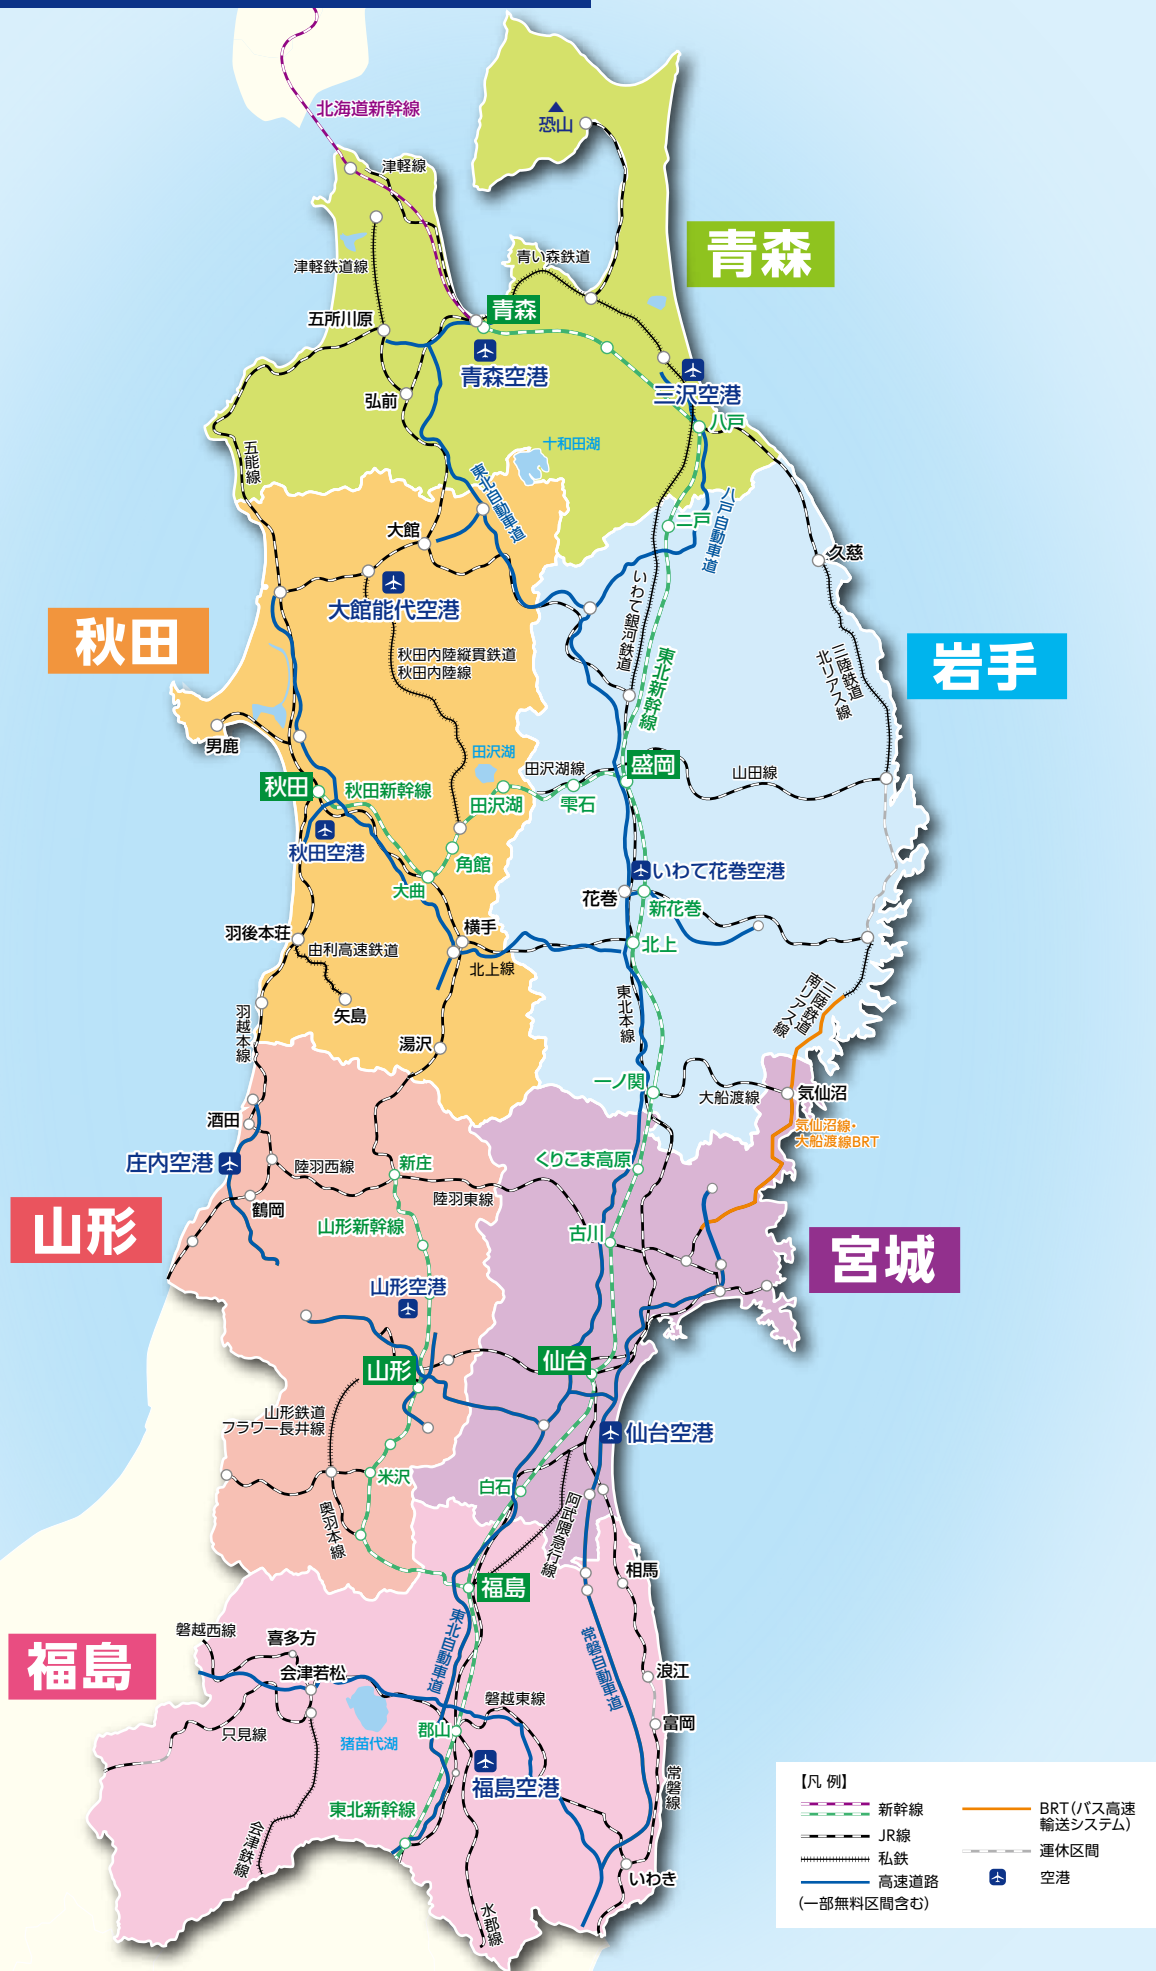 北海道新幹線
恐山
津軽線
青森
津軽鉄道線
青い森鉄道
五所川原
青森
青森空港
三沢空港
弘前
八戸
五能線
十和田湖
東北自動車道
八戸自動車道
二戸
大館
久慈
大館能代空港
いわて銀河鉄道
秋田
秋田内陸縦貫鉄道
秋田内陸線
東北新幹線
三陸鉄道
北リアス線
岩手
男鹿
田沢湖
田沢湖線
盛岡
山田線
秋田
秋田新幹線
田沢湖
雫石
秋田空港
角館
いわて花巻空港
大曲
花巻
新花巻
羽後本荘
横手
由利高速鉄道
北上
北上線
矢島
東北本線
三陸鉄道
南リアス線
羽越本線
湯沢
一ノ関
大船渡線
気仙沼
酒田
気仙沼線・
大船渡線BRT
庄内空港
陸羽西線
新庄
くりこま高原
陸羽東線
鶴岡
山形
山形新幹線
古川
宮城
山形空港
山形
仙台
山形鉄道
フラワー長井線
仙台空港
米沢
白石
奥羽本線
阿武隈急行線
相馬
福島
東北自動車道
常磐自動車道
磐越西線
喜多方
福島
会津若松
浪江
磐越東線
只見線
猪苗代湖
郡山
富岡
福島空港
常磐線
東北新幹線
会津鉄線
いわき
水郡線
【凡 例】
新幹線
JR線
私鉄
高速道路
(一部無料区間含む)
BRT(バス高速
輸送システム)
運休区間
空港